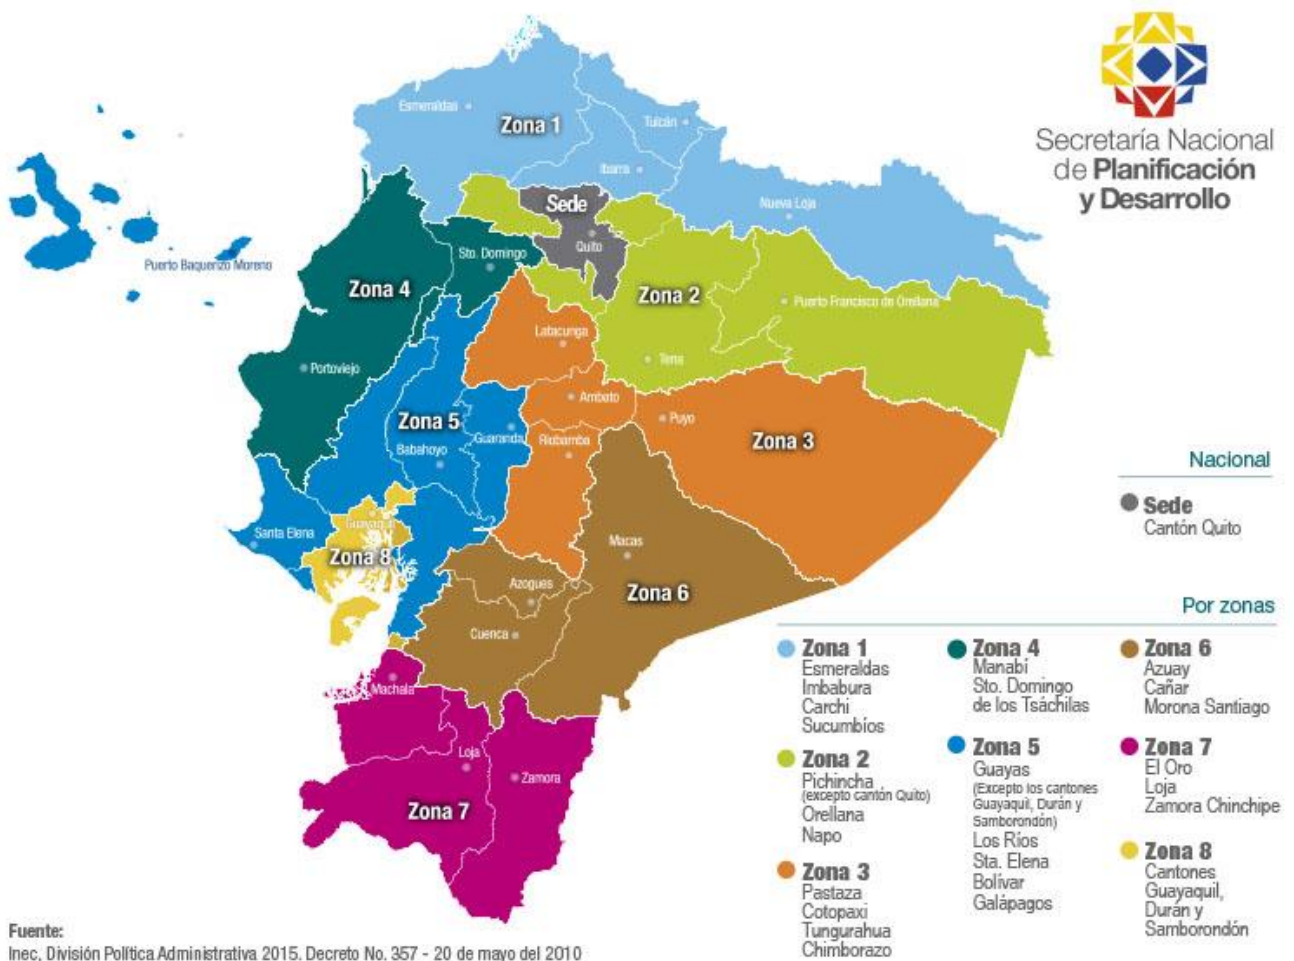 Secretaría Nacional
de Planificación
y Desarrollo
Esmeraldas
Zona 1
Tulcán
Ibarra
Nueva Loja
Sede
Quito
Puerto Baquerizo Moreno
Sto. Domingo
Zona 4
Zona 2
Puerto Francisco de Orellana
Latacunga
Tena
Portoviejo
Ambato
Zona 5
Puyo
Guaranda
Riobamba
Zona 3
Babahoyo
Guayaquil
Santa Elena
Zona 8
Macas
Azogues
Zona 6
Cuenca
Machala
Loja
Zamora
Zona 7
Nacional
Sede
Cantón Quito
Por zonas
Zona 1
Esmeraldas
Imbabura
Carchi
Sucumbíos
Zona 2
Pichincha
(excepto cantón Quito)
Orellana
Napo
Zona 3
Pastaza
Cotopaxi
Tungurahua
Chimborazo
Zona 4
Manabí
Sto. Domingo
de los Tsáchilas
Zona 5
Guayas
(Excepto los cantones
Guayaquil, Durán y
Samborondón)
Los Ríos
Sta. Elena
Bolívar
Galápagos
Zona 6
Azuay
Cañar
Morona Santiago
Zona 7
El Oro
Loja
Zamora Chinchipe
Zona 8
Cantones
Guayaquil,
Durán y
Samborondón
Fuente:
Inec, División Política Administrativa 2015. Decreto No. 357 - 20 de mayo del 2010